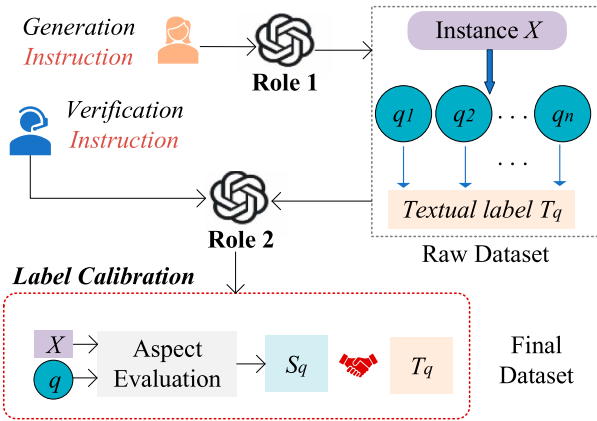 Generation
Instruction
Role 1
Instance X
q1 q2 ... qn
...
Textual label Tq
Raw Dataset
Verification
Instruction
Role 2
Label Calibration
X
q
Aspect
Evaluation
Sq
Tq
Final
Dataset